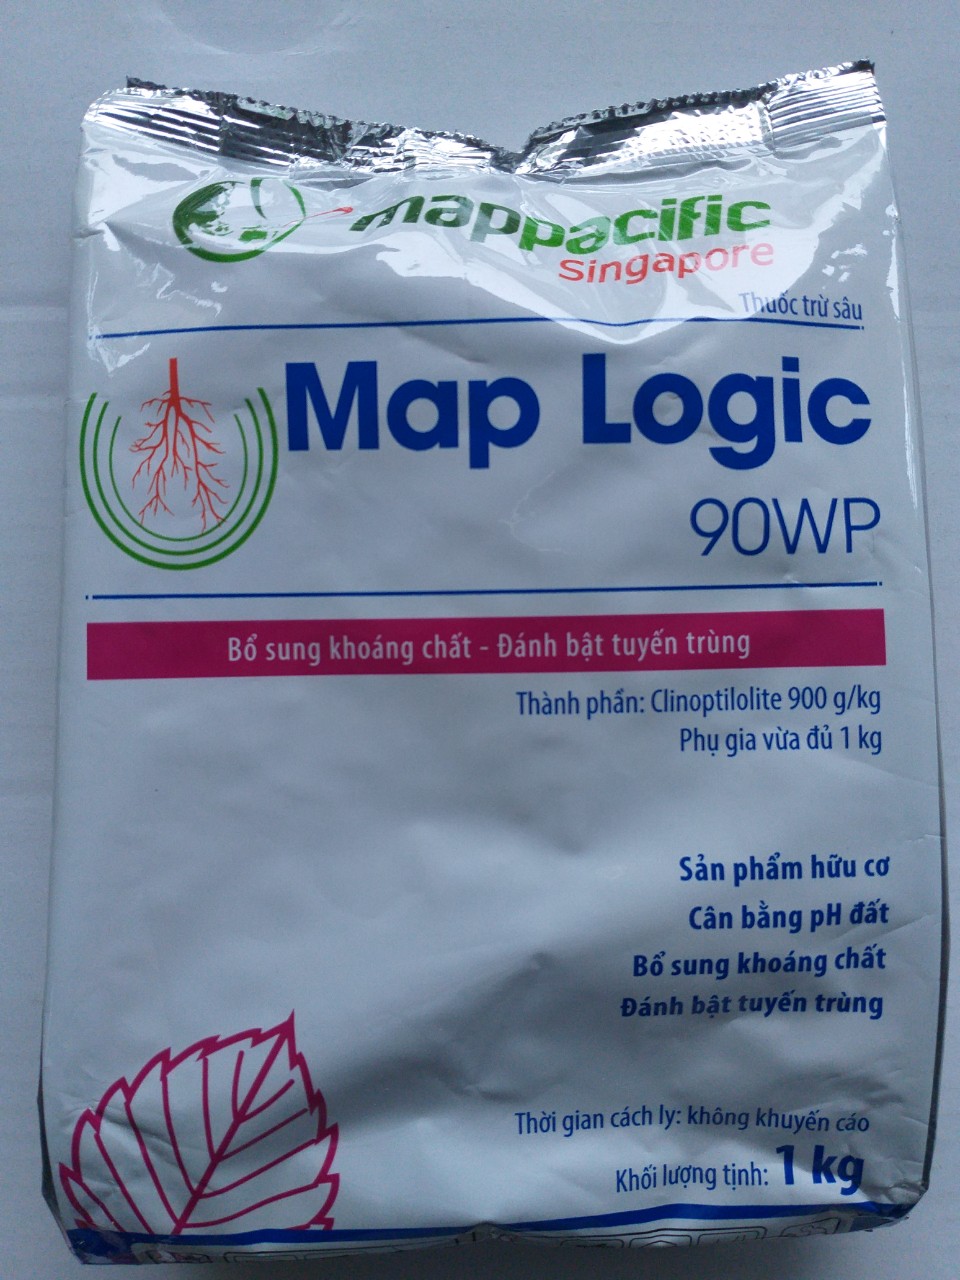 mappacific
Singapore
Thuốc trừ sâu
Map Logic
90WP
Bổ sung khoáng chất - Đánh bật tuyến trùng
Thành phần: Clinoptilolite 900 g/kg
Phụ gia vừa đủ 1 kg
Sản phẩm hữu cơ
Cân bằng pH đất
Bổ sung khoáng chất
Đánh bật tuyến trùng
Thời gian cách ly: không khuyến cáo
Khối lượng tịnh: 1 kg